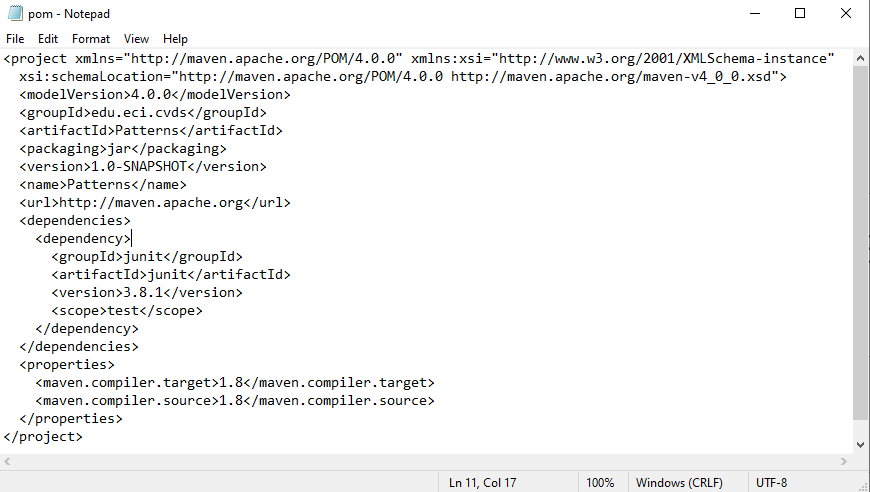 pom - Notepad
File Edit Format View Help
<project xmlns="http://maven.apache.org/POM/4.0.0" xmlns:xsi="http://www.w3.org/2001/XMLSchema-instance"
  xsi:schemaLocation="http://maven.apache.org/POM/4.0.0 http://maven.apache.org/maven-v4_0_0.xsd">
  <modelVersion>4.0.0</modelVersion>
  <groupId>edu.eci.cvds</groupId>
  <artifactId>Patterns</artifactId>
  <packaging>jar</packaging>
  <version>1.0-SNAPSHOT</version>
  <name>Patterns</name>
  <url>http://maven.apache.org</url>
  <dependencies>
    <dependency>
      <groupId>junit</groupId>
      <artifactId>junit</artifactId>
      <version>3.8.1</version>
      <scope>test</scope>
    </dependency>
  </dependencies>
  <properties>
    <maven.compiler.target>1.8</maven.compiler.target>
    <maven.compiler.source>1.8</maven.compiler.source>
  </properties>
</project>
Ln 11, Col 17 100% Windows (CRLF) UTF-8